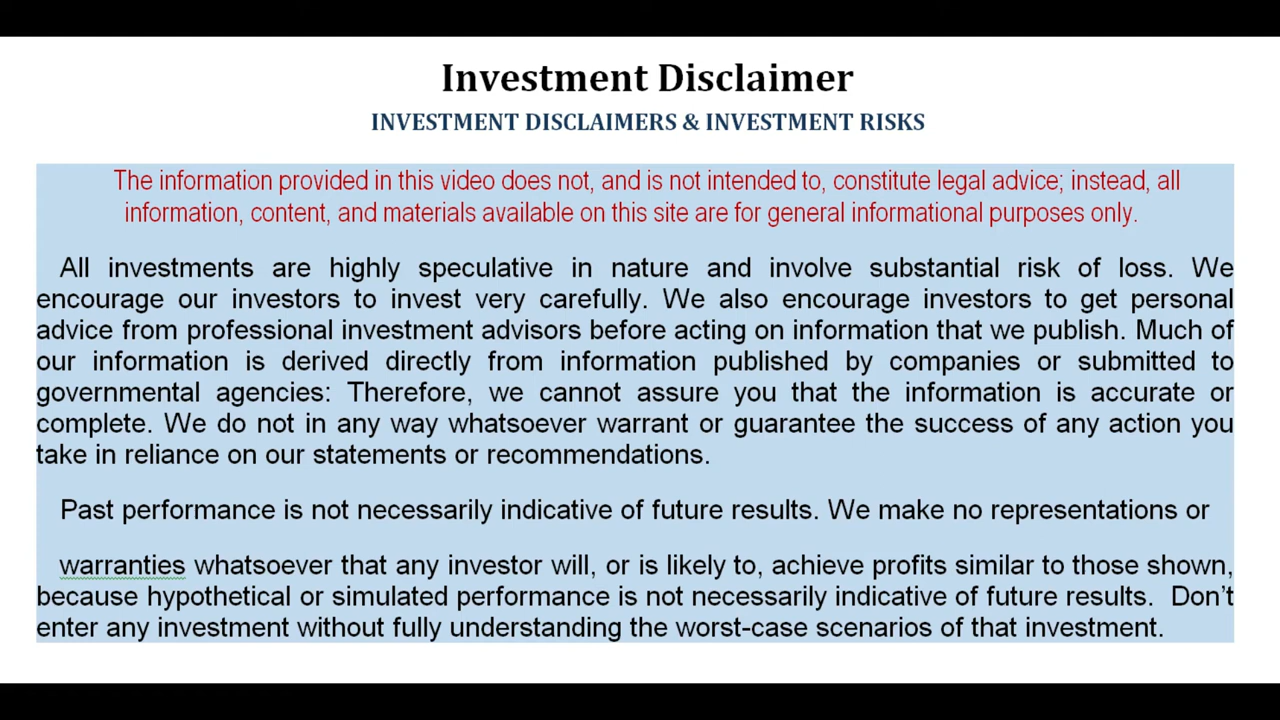 Investment Disclaimer
INVESTMENT DISCLAIMERS & INVESTMENT RISKS
The information provided in this video does not, and is not intended to, constitute legal advice; instead, all
information, content, and materials available on this site are for general informational purposes only.
All investments are highly speculative in nature and involve substantial risk of loss. We
encourage our investors to invest very carefully. We also encourage investors to get personal
advice from professional investment advisors before acting on information that we publish. Much of
our information is derived directly from information published by companies or submitted to
governmental agencies: Therefore, we cannot assure you that the information is accurate or
complete. We do not in any way whatsoever warrant or guarantee the success of any action you
take in reliance on our statements or recommendations.
Past performance is not necessarily indicative of future results. We make no representations or
warranties whatsoever that any investor will, or is likely to, achieve profits similar to those shown,
because hypothetical or simulated performance is not necessarily indicative of future results.  Don’t
enter any investment without fully understanding the worst-case scenarios of that investment.